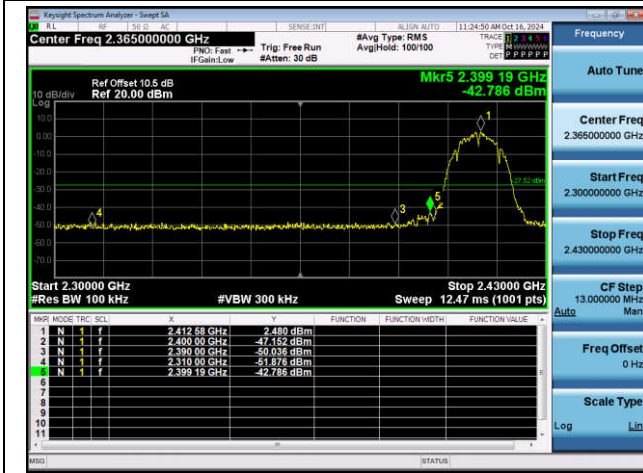 Keysight Spectrum Analyzer - Swept SA
RL RF 50 Ω AC SENSE:INT ALIGN AUTO 11:24:50 AM Oct 16, 2024
Center Freq 2.365000000 GHz
PNO: Fast
IFGain:Low
Trig: Free Run
#Atten: 30 dB
#Avg Type: RMS
Avg|Hold: 100/100
TRACE 1 2 3 4 5 6
TYPE M W W W W W
DET P P P P P P
Ref Offset 10.5 dB
10 dB/div Ref 20.00 dBm
Log
Mkr5 2.399 19 GHz
-42.786 dBm
10.0
0.00
-10.0
-20.0
-30.0
-40.0
-50.0
-60.0
-70.0
1
-27.52 dBm
5
2
3
4
Start 2.30000 GHz Stop 2.43000 GHz
#Res BW 100 kHz #VBW 300 kHz Sweep 12.47 ms (1001 pts)
MKR MODE TRC SCL X Y FUNCTION FUNCTION WIDTH FUNCTION VALUE
1 N 1 f 2.412 58 GHz 2.480 dBm
2 N 1 f 2.400 00 GHz -47.152 dBm
3 N 1 f 2.390 00 GHz -50.036 dBm
4 N 1 f 2.310 00 GHz -51.876 dBm
5 N 1 f 2.399 19 GHz -42.786 dBm
6
7
8
9
10
11
MSG STATUS
Frequency
Auto Tune
Center Freq
2.365000000 GHz
Start Freq
2.300000000 GHz
Stop Freq
2.430000000 GHz
CF Step
13.000000 MHz
Auto Man
Freq Offset
0 Hz
Scale Type
Log Lin